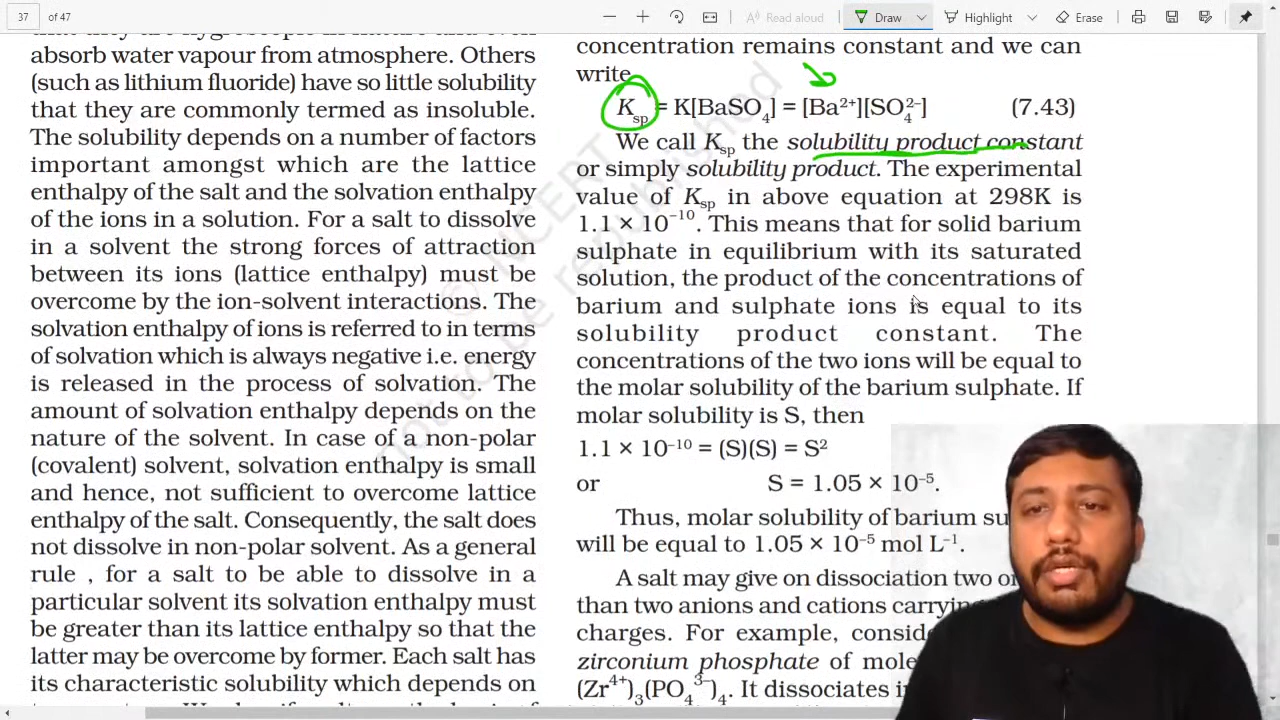 37 of 47
Read aloud
Draw
Highlight
Erase
absorb water vapour from atmosphere. Others
(such as lithium fluoride) have so little solubility
that they are commonly termed as insoluble.
The solubility depends on a number of factors
important amongst which are the lattice
enthalpy of the salt and the solvation enthalpy
of the ions in a solution. For a salt to dissolve
in a solvent the strong forces of attraction
between its ions (lattice enthalpy) must be
overcome by the ion-solvent interactions. The
solvation enthalpy of ions is referred to in terms
of solvation which is always negative i.e. energy
is released in the process of solvation. The
amount of solvation enthalpy depends on the
nature of the solvent. In case of a non-polar
(covalent) solvent, solvation enthalpy is small
and hence, not sufficient to overcome lattice
enthalpy of the salt. Consequently, the salt does
not dissolve in non-polar solvent. As a general
rule , for a salt to be able to dissolve in a
particular solvent its solvation enthalpy must
be greater than its lattice enthalpy so that the
latter may be overcome by former. Each salt has
its characteristic solubility which depends on
concentration remains constant and we can
write
Ksp = K[BaSO4] = [Ba²⁺][SO4²⁻] (7.43)
We call Ksp the solubility product constant
or simply solubility product. The experimental
value of Ksp in above equation at 298K is
1.1 × 10⁻¹⁰. This means that for solid barium
sulphate in equilibrium with its saturated
solution, the product of the concentrations of
barium and sulphate ions is equal to its
solubility product constant. The
concentrations of the two ions will be equal to
the molar solubility of the barium sulphate. If
molar solubility is S, then
1.1 × 10⁻¹⁰ = (S)(S) = S²
or S = 1.05 × 10⁻⁵.
Thus, molar solubility of barium su
will be equal to 1.05 × 10⁻⁵ mol L⁻¹.
A salt may give on dissociation two o
than two anions and cations carrying
charges. For example, consid
zirconium phosphate of mole
(Zr⁴⁺)3(PO4³⁻)4. It dissociates i
© NCERT
not to be republished